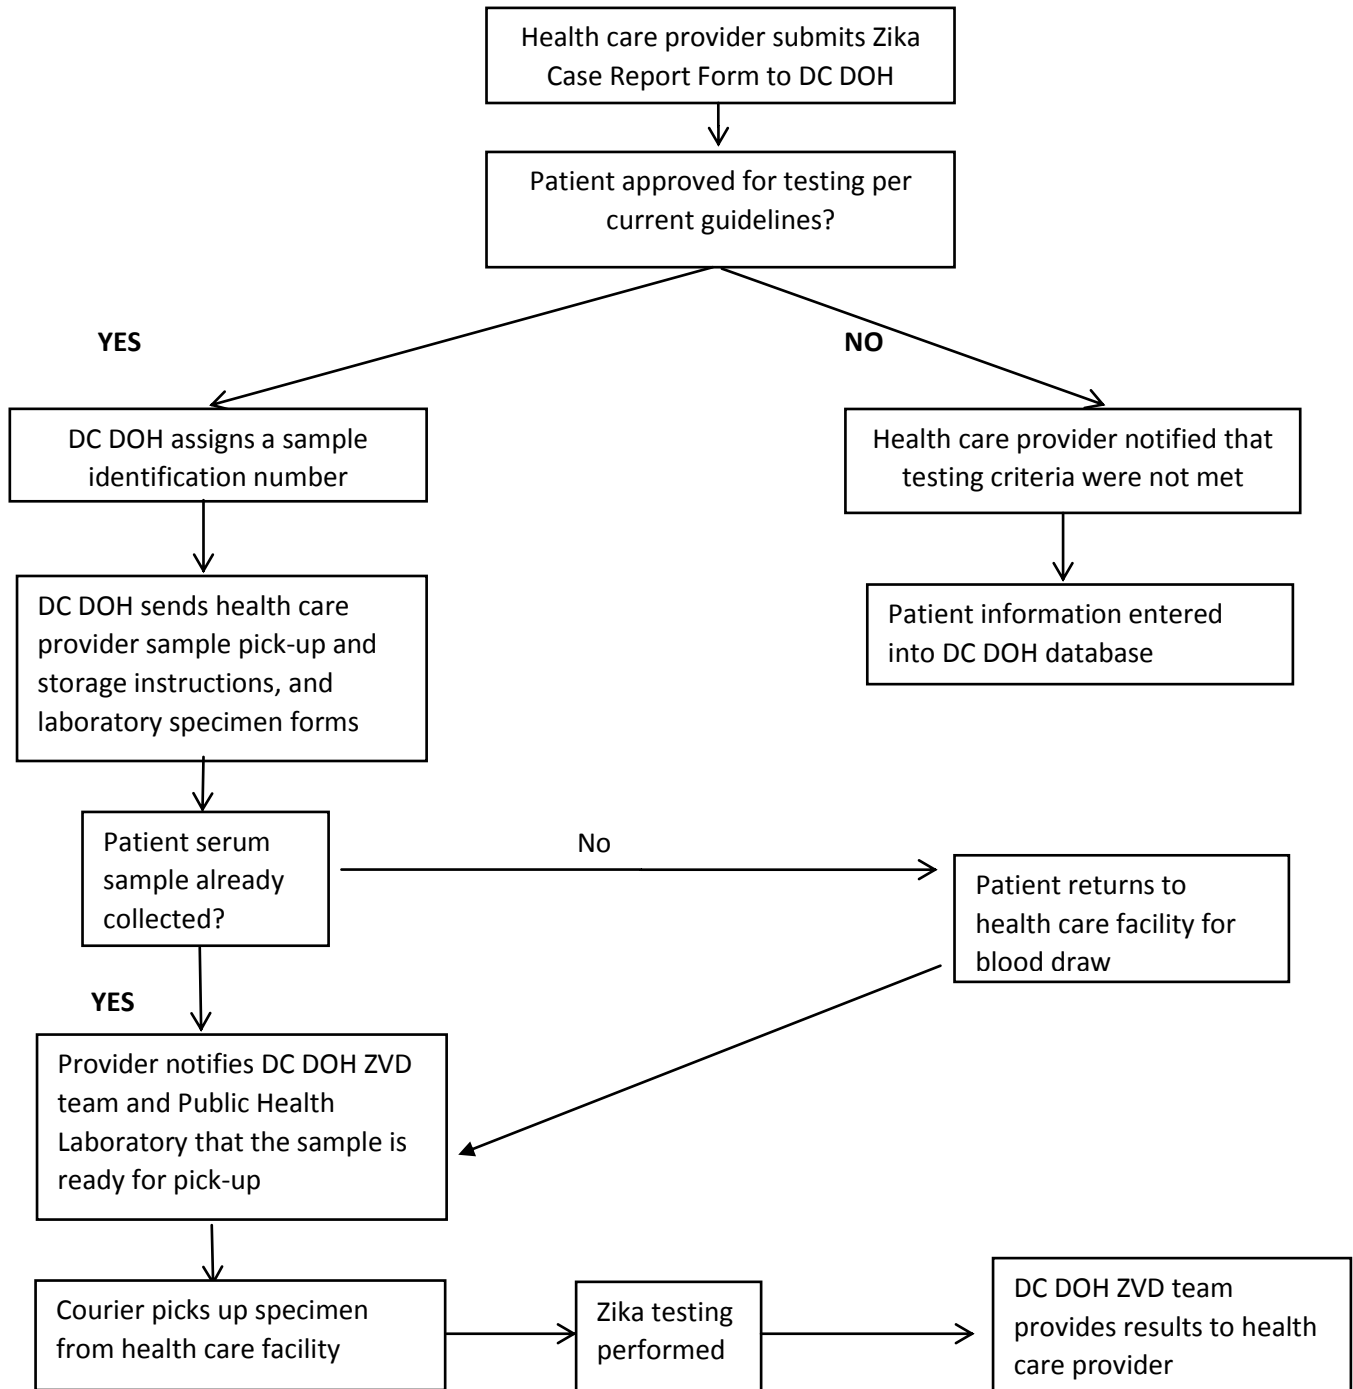 Health care provider submits Zika
Case Report Form to DC DOH
Patient approved for testing per
current guidelines?
YES
NO
DC DOH assigns a sample
identification number
Health care provider notified that
testing criteria were not met
DC DOH sends health care
provider sample pick-up and
storage instructions, and
laboratory specimen forms
Patient information entered
into DC DOH database
Patient serum
sample already
collected?
No
Patient returns to
health care facility for
blood draw
YES
Provider notifies DC DOH ZVD
team and Public Health
Laboratory that the sample is
ready for pick-up
Courier picks up specimen
from health care facility
Zika testing
performed
DC DOH ZVD team
provides results to health
care provider